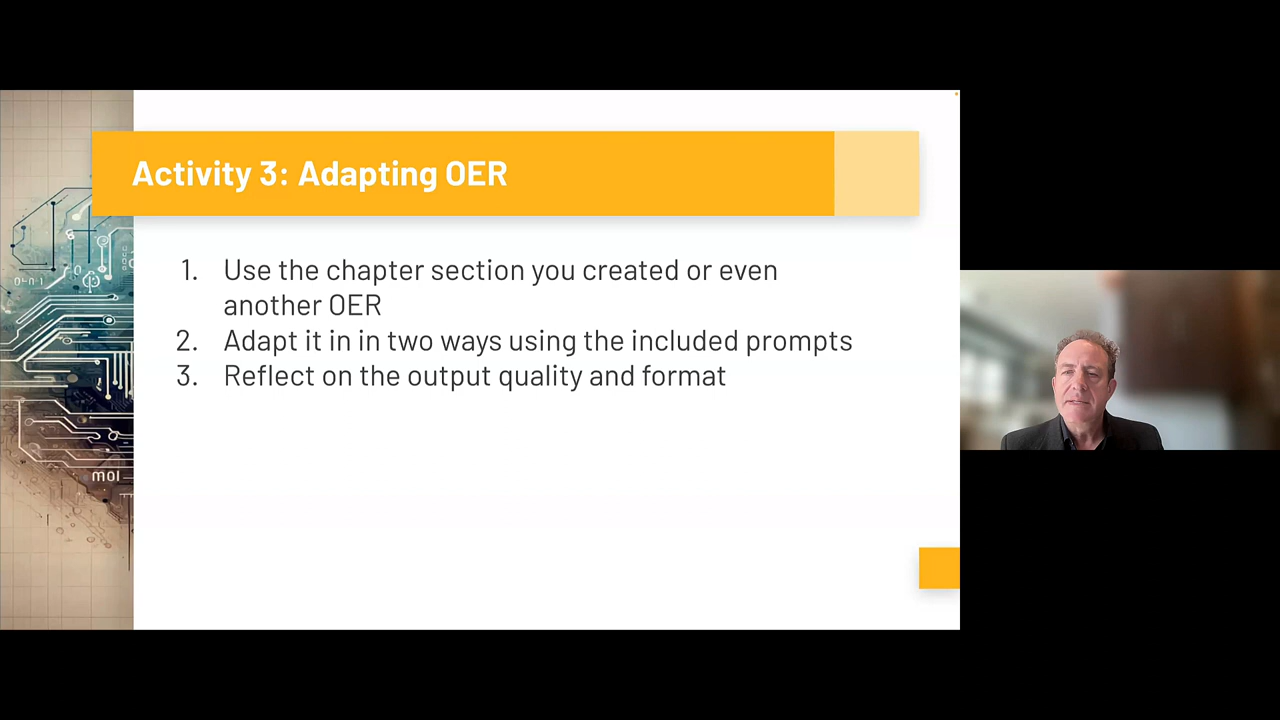 Activity 3: Adapting OER
1. Use the chapter section you created or even
another OER
2. Adapt it in in two ways using the included prompts
3. Reflect on the output quality and format